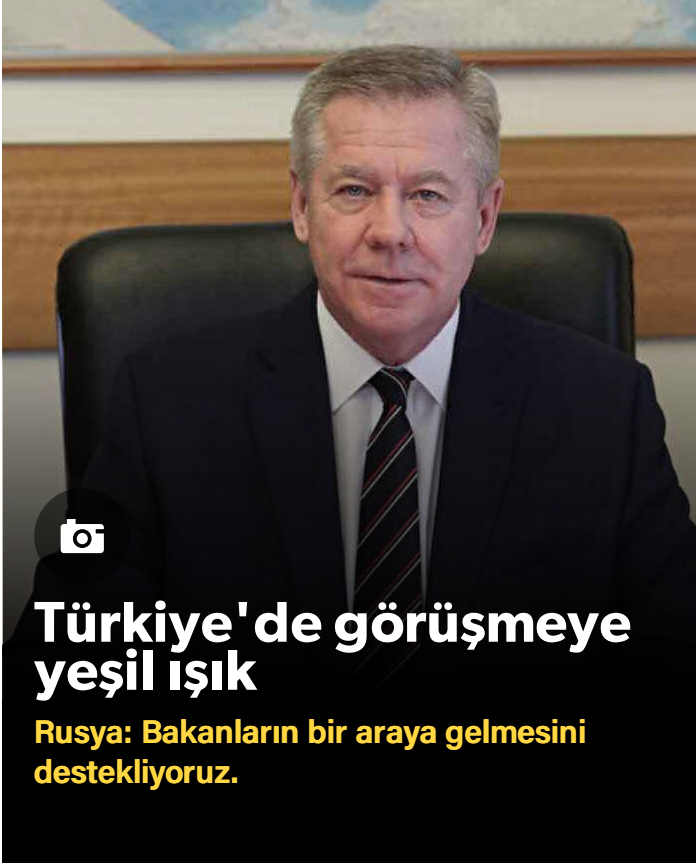 Türkiye'de görüşmeye
yeşil ışık
Rusya: Bakanların bir araya gelmesini
destekliyoruz.